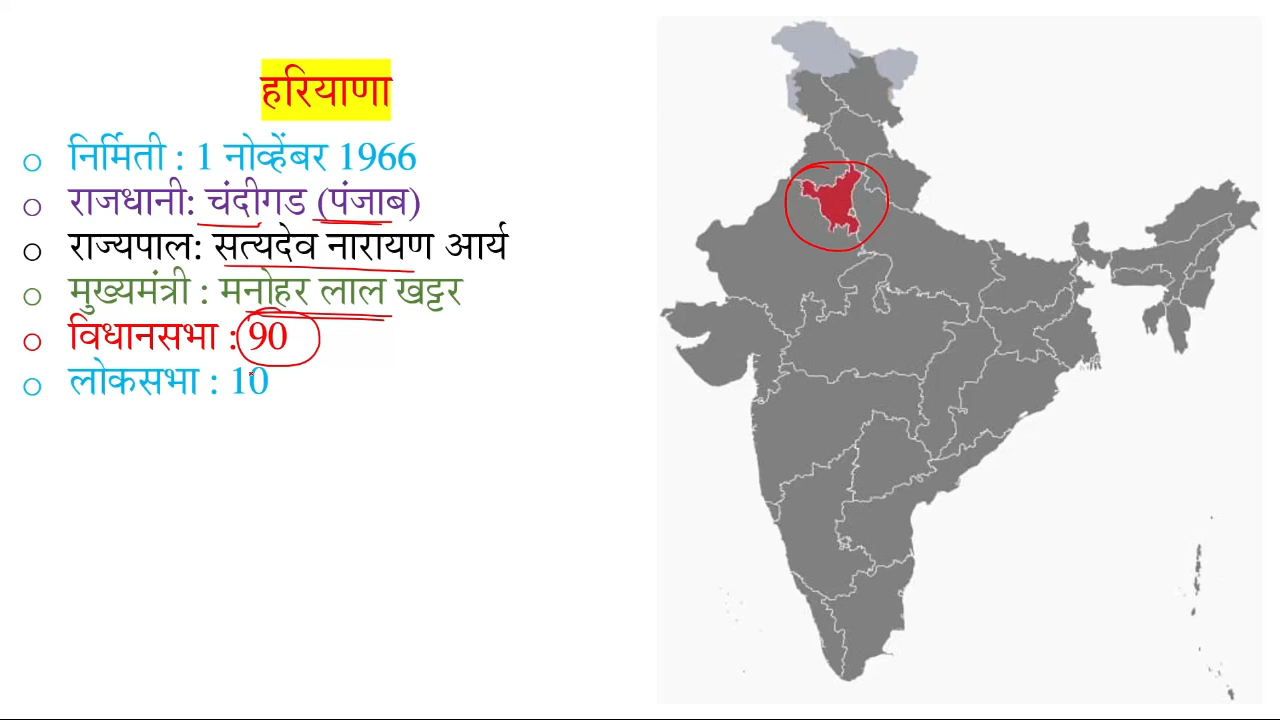 हरियाणा
निर्मिती : 1 नोव्हेंबर 1966
राजधानी: चंदीगड (पंजाब)
राज्यपाल: सत्यदेव नारायण आर्य
मुख्यमंत्री : मनोहर लाल खट्टर
विधानसभा : 90
लोकसभा : 10